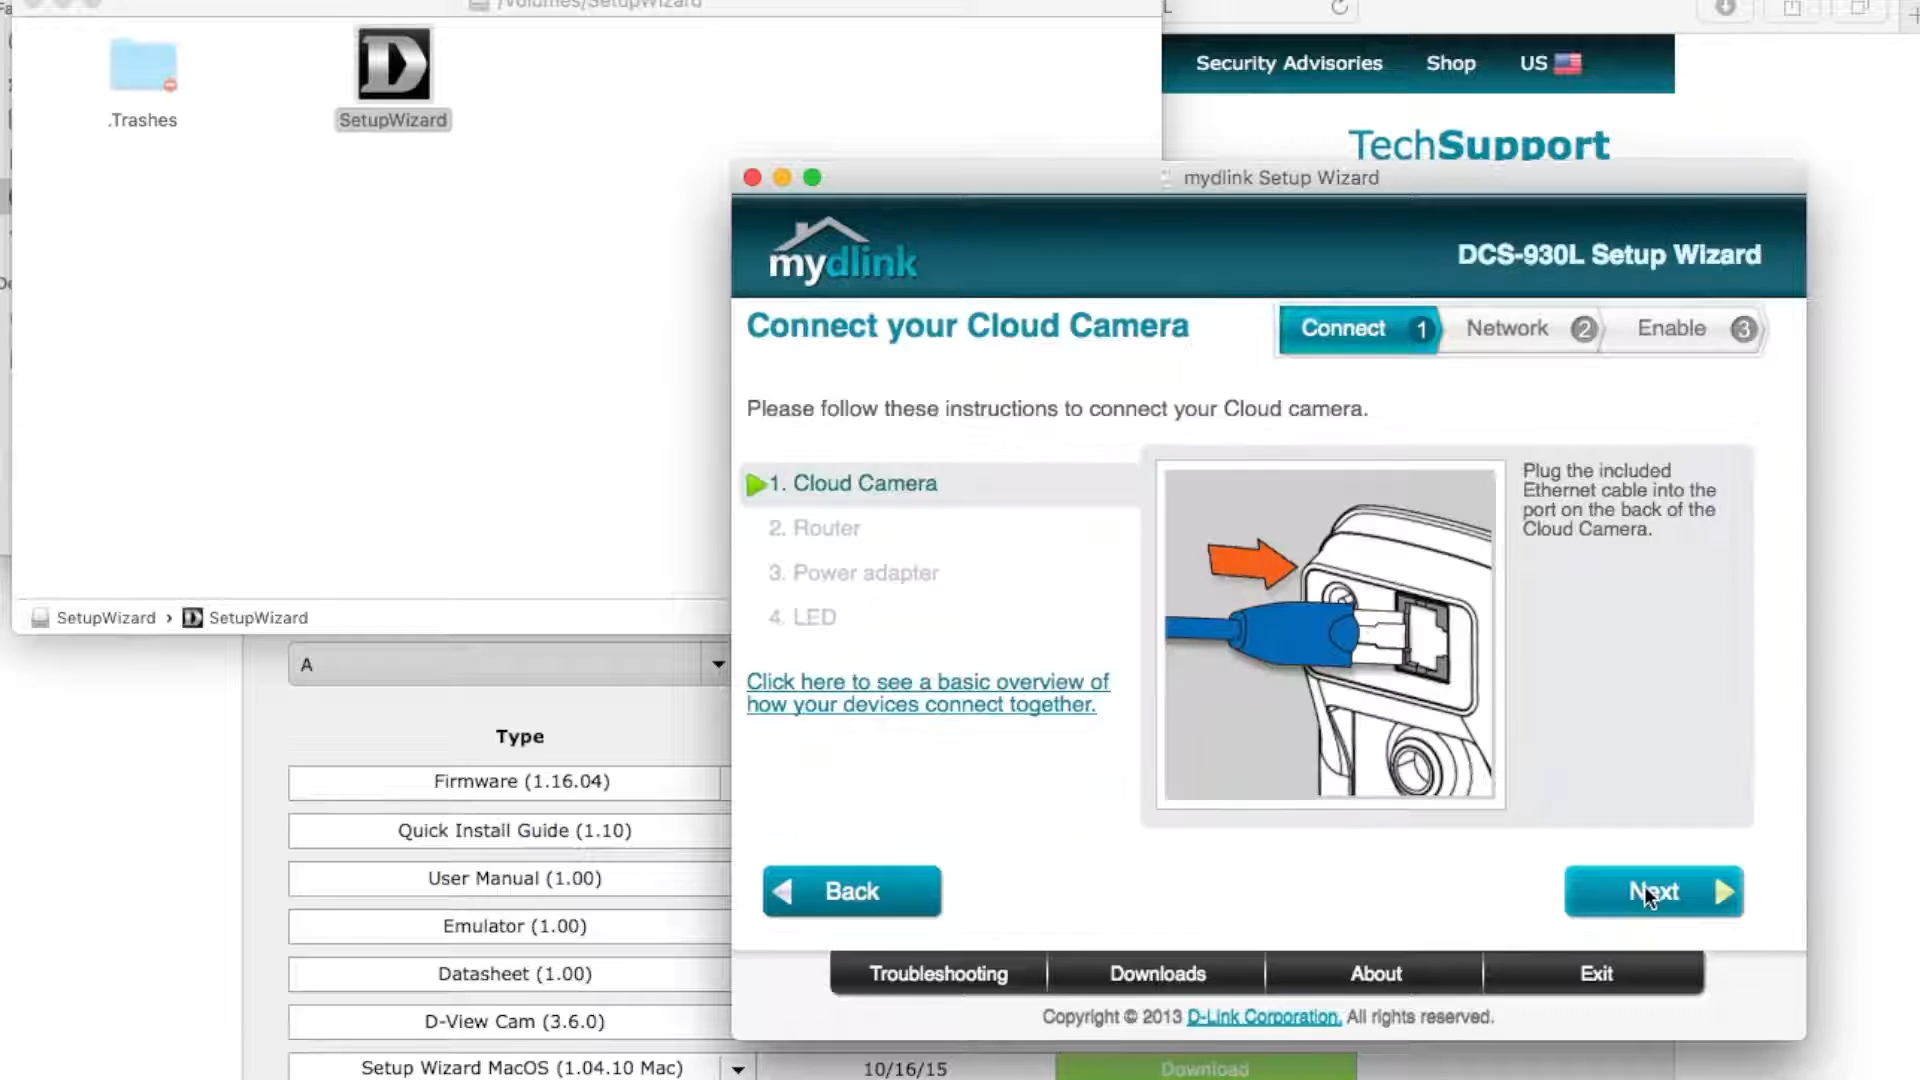 /Volumes/SetupWizard
.Trashes
SetupWizard
SetupWizard › SetupWizard
Security Advisories Shop US
TechSupport
mydlink Setup Wizard
mydlink
DCS-930L Setup Wizard
Connect your Cloud Camera
Connect 1 Network 2 Enable 3
Please follow these instructions to connect your Cloud camera.
1. Cloud Camera
2. Router
3. Power adapter
4. LED
Click here to see a basic overview of
how your devices connect together.
Plug the included
Ethernet cable into the
port on the back of the
Cloud Camera.
Back
Next
Troubleshooting Downloads About Exit
Copyright © 2013 D-Link Corporation. All rights reserved.
A
Type
Firmware (1.16.04)
Quick Install Guide (1.10)
User Manual (1.00)
Emulator (1.00)
Datasheet (1.00)
D-View Cam (3.6.0)
Setup Wizard MacOS (1.04.10 Mac) 10/16/15 Download